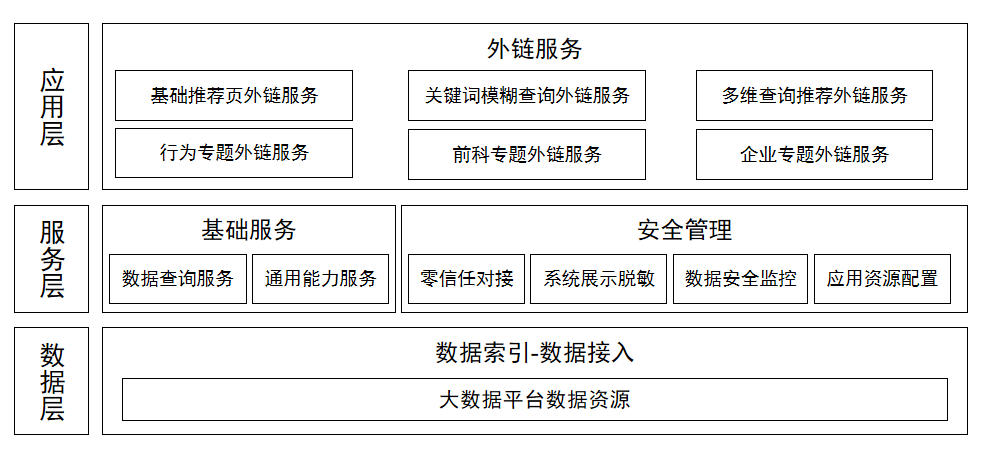 应用层
外链服务
基础推荐页外链服务
关键词模糊查询外链服务
多维查询推荐外链服务
行为专题外链服务
前科专题外链服务
企业专题外链服务
服务层
基础服务
数据查询服务
通用能力服务
安全管理
零信任对接
系统展示脱敏
数据安全监控
应用资源配置
数据层
数据索引-数据接入
大数据平台数据资源